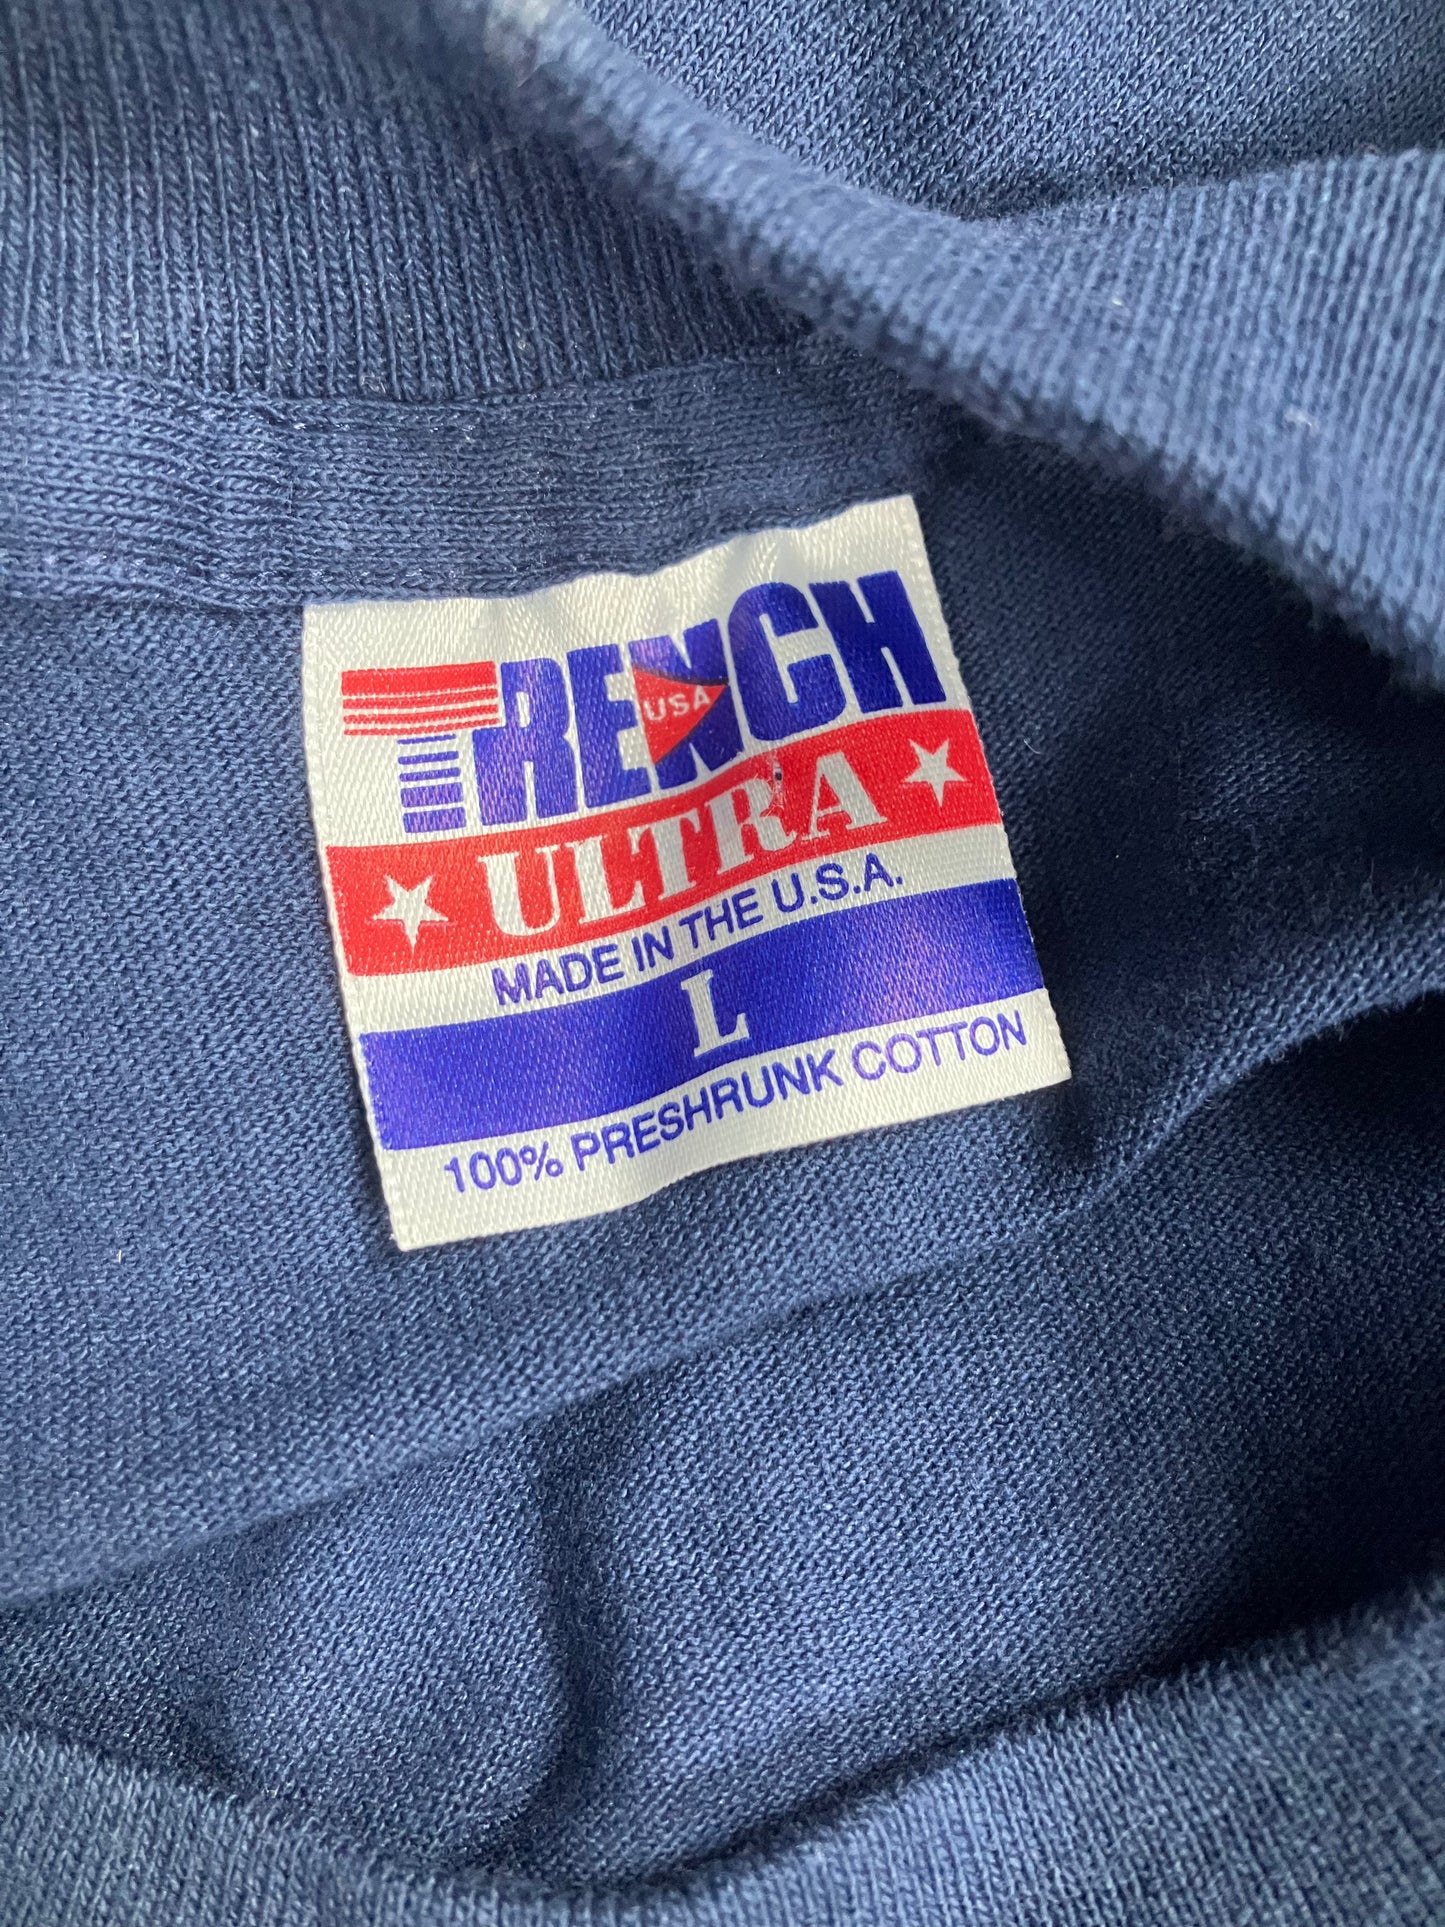 TRENCH
USA
ULTRA
MADE IN THE U.S.A.
L
100% PRESHRUNK COTTON